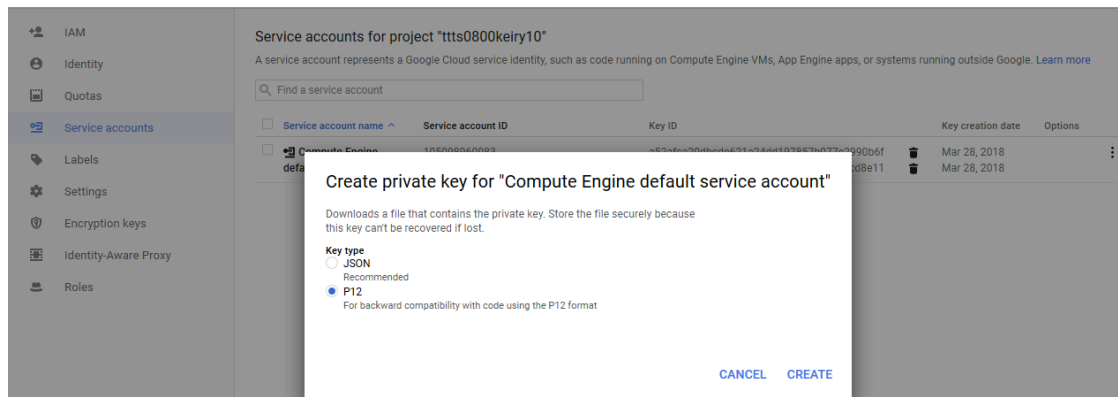 IAM
Identity
Quotas
Service accounts
Labels
Settings
Encryption keys
Identity-Aware Proxy
Roles
Service accounts for project "ttts0800keiry10"
A service account represents a Google Cloud service identity, such as code running on Compute Engine VMs, App Engine apps, or systems running outside Google. Learn more
Find a service account
Service account name Service account ID Key ID Key creation date Options
Compute Engine Mar 28, 2018
Mar 28, 2018
Create private key for "Compute Engine default service account"
Downloads a file that contains the private key. Store the file securely because
this key can't be recovered if lost.
Key type
JSON
Recommended
P12
For backward compatibility with code using the P12 format
CANCEL CREATE